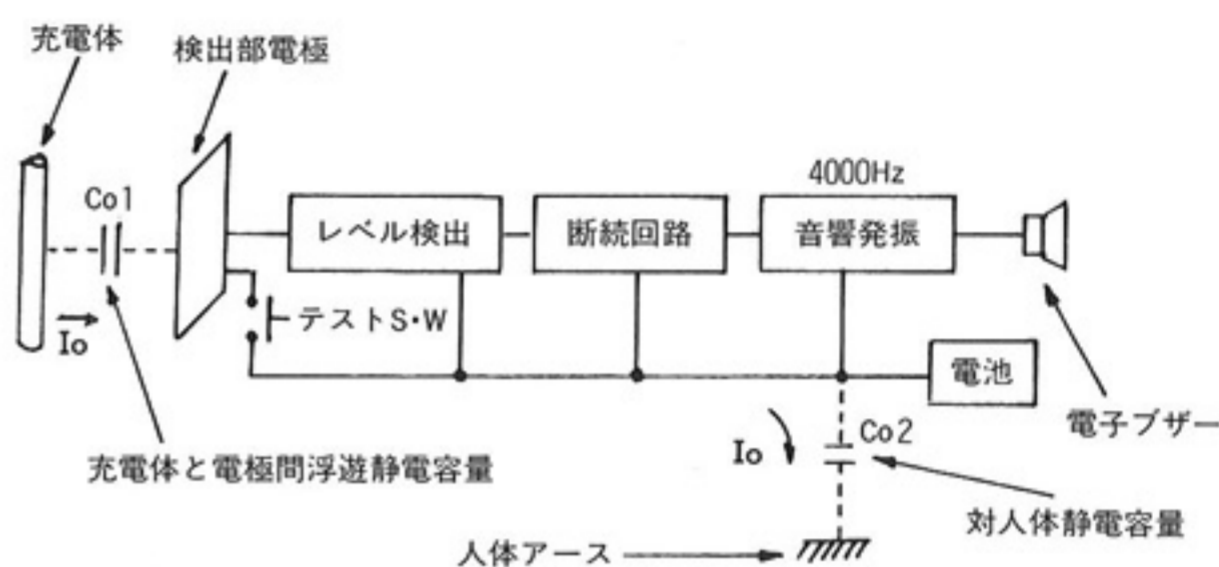 充電体
検出部電極
4000Hz
Co1
レベル検出
断続回路
音響発振
テストS・W
Io
電池
電子ブザー
Io
Co2
充電体と電極間浮遊静電容量
対人体静電容量
人体アース